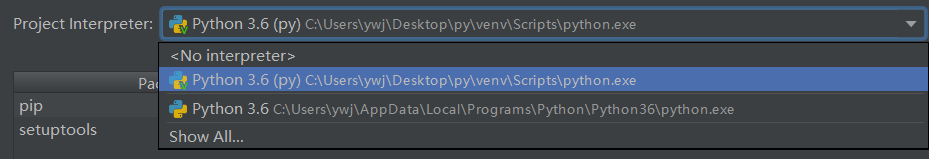 Project Interpreter: Python 3.6 (py) C:\Users\ywj\Desktop\py\venv\Scripts\python.exe
<No interpreter>
Python 3.6 (py) C:\Users\ywj\Desktop\py\venv\Scripts\python.exe
Pac
pip
Python 3.6 C:\Users\ywj\AppData\Local\Programs\Python\Python36\python.exe
setuptools
Show All...